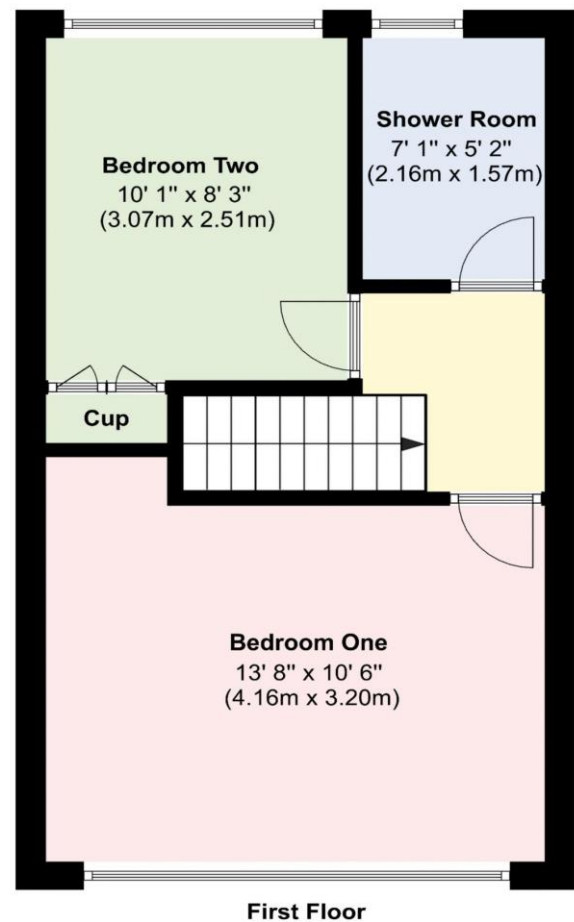 Shower Room
7' 1" x 5' 2"
(2.16m x 1.57m)
Bedroom Two
10' 1" x 8' 3"
(3.07m x 2.51m)
Cup
Bedroom One
13' 8" x 10' 6"
(4.16m x 3.20m)
First Floor